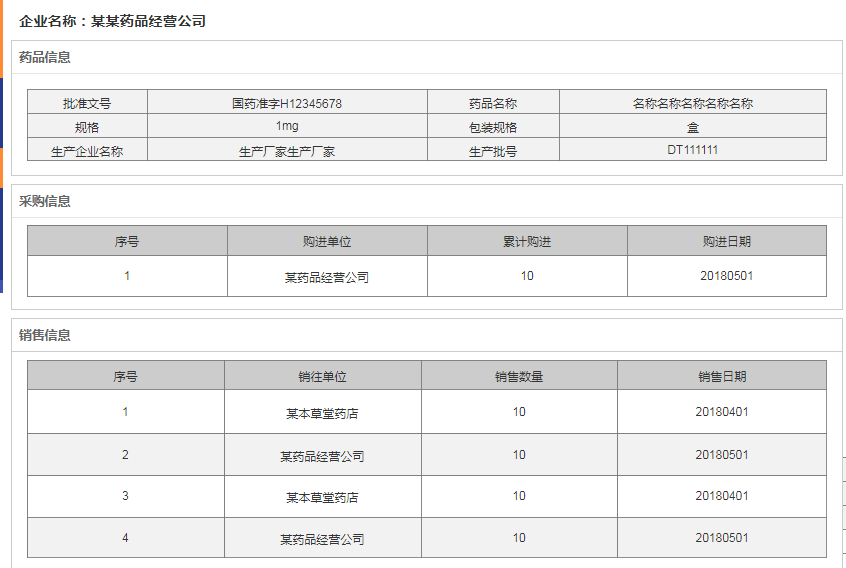 企业名称：某某药品经营公司
药品信息
批准文号 国药准字H12345678 药品名称 名称名称名称名称名称
规格 1mg 包装规格 盒
生产企业名称 生产厂家生产厂家 生产批号 DT111111
采购信息
序号 购进单位 累计购进 购进日期
1 某药品经营公司 10 20180501
销售信息
序号 销往单位 销售数量 销售日期
1 某本草堂药店 10 20180401
2 某药品经营公司 10 20180501
3 某本草堂药店 10 20180401
4 某药品经营公司 10 20180501